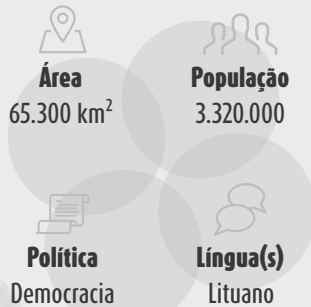 Área
65.300 km²
População
3.320.000
Política
Democracia
Língua(s)
Lituano